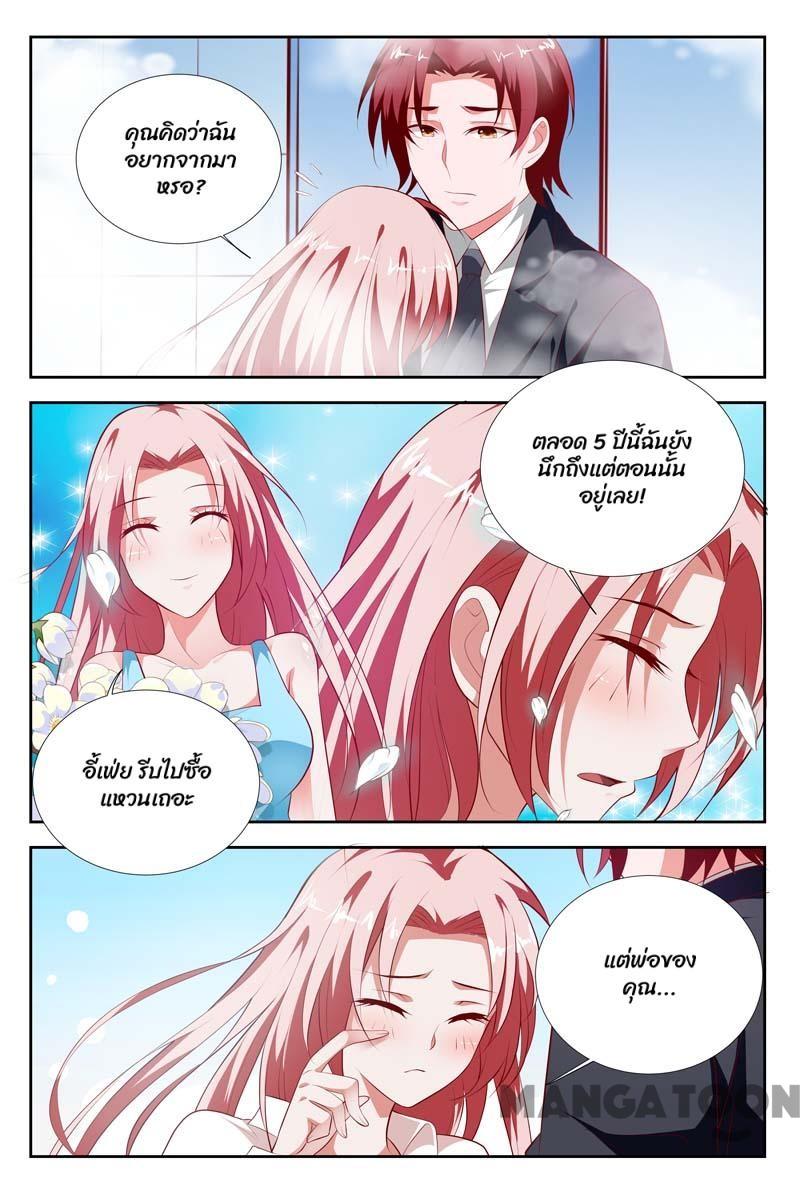 คุณคิดว่าฉัน
อยากจากมา
หรอ?
ตลอด 5 ปีนี้ฉันยัง
นึกถึงแต่ตอนนั้น
อยู่เลย!
อี้เฟ่ย รีบไปซื้อ
แหวนเถอะ
แต่พ่อของ
คุณ...
MANGATOON